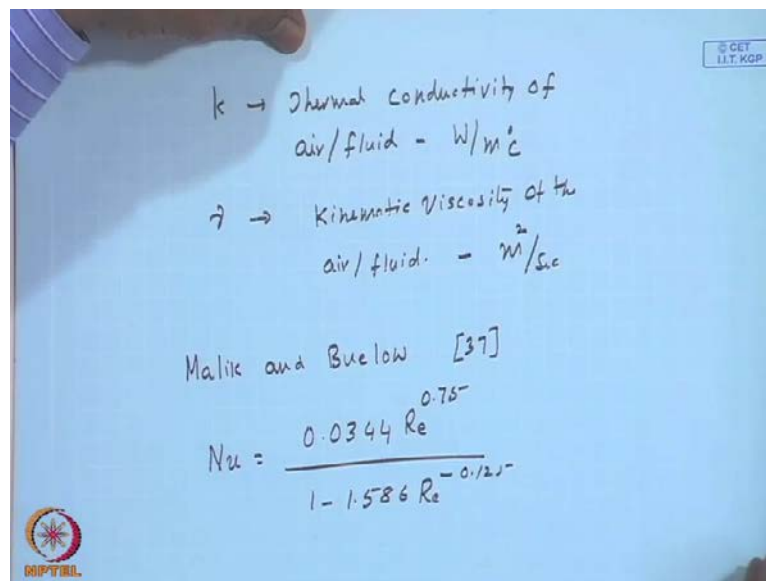 © CET
I.I.T. KGP
k → Thermal conductivity of
air/fluid - W/m°c
ν → Kinematic Viscosity of the
air/fluid. - m²/sec
Malik and Buelow [37]
Nu = 0.0344 Re^0.75 / 1 - 1.586 Re^-0.125
NPTEL